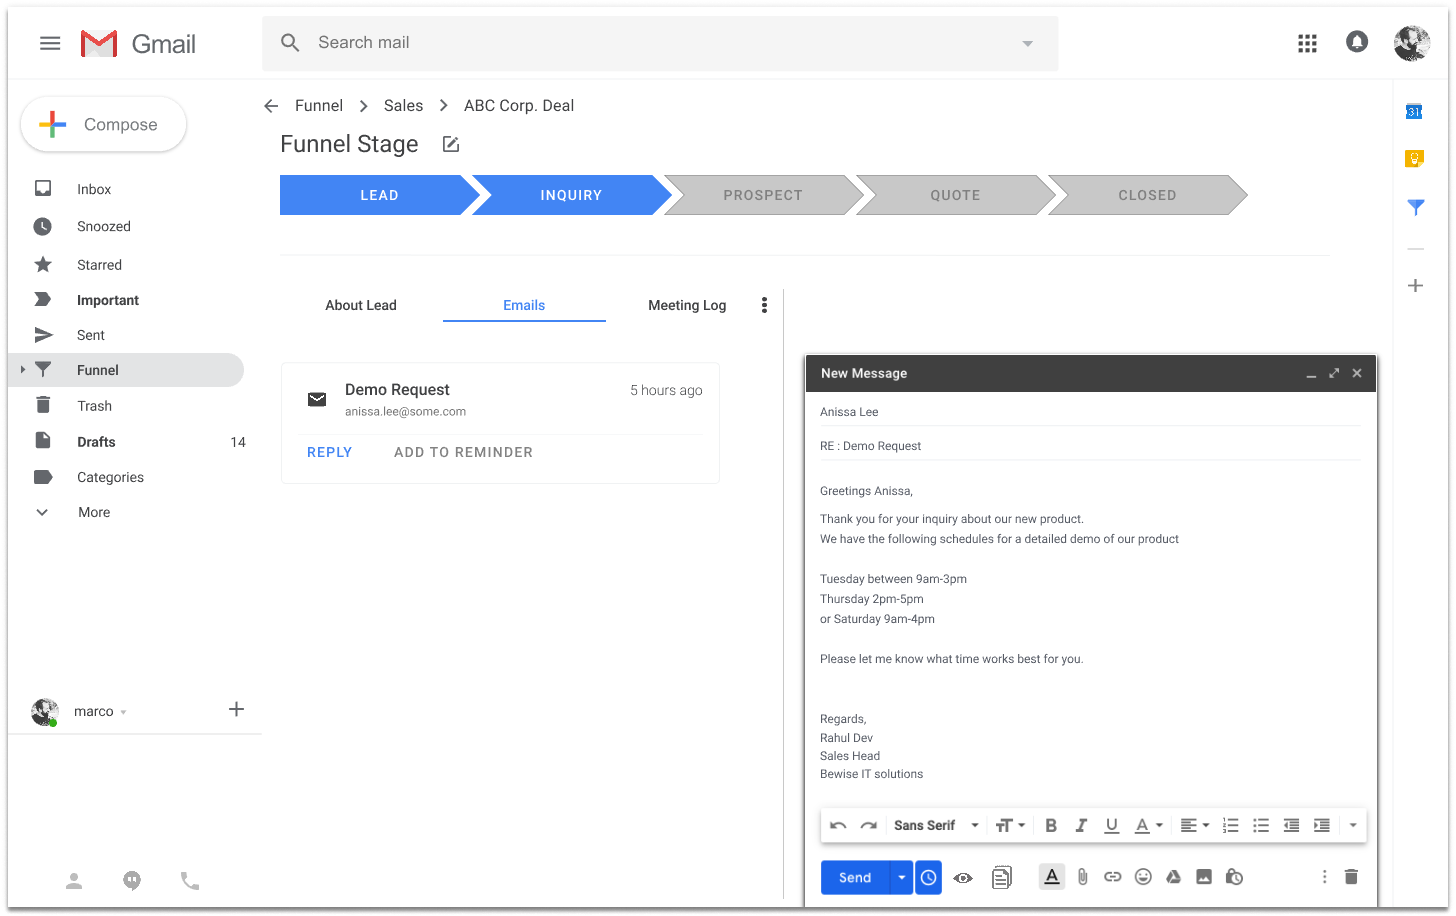 Gmail
Search mail
Compose
Funnel
Sales
ABC Corp. Deal
Funnel Stage
LEAD
INQUIRY
PROSPECT
QUOTE
CLOSED
Inbox
Snoozed
Starred
Important
Sent
Funnel
Trash
Drafts 14
Categories
More
marco
About Lead
Emails
Meeting Log
Demo Request
5 hours ago
anissa.lee@some.com
REPLY
ADD TO REMINDER
New Message
Anissa Lee
RE : Demo Request
Greetings Anissa,
Thank you for your inquiry about our new product.
We have the following schedules for a detailed demo of our product
Tuesday between 9am-3pm
Thursday 2pm-5pm
or Saturday 9am-4pm
Please let me know what time works best for you.
Regards,
Rahul Dev
Sales Head
Bewise IT solutions
Sans Serif
Send
31